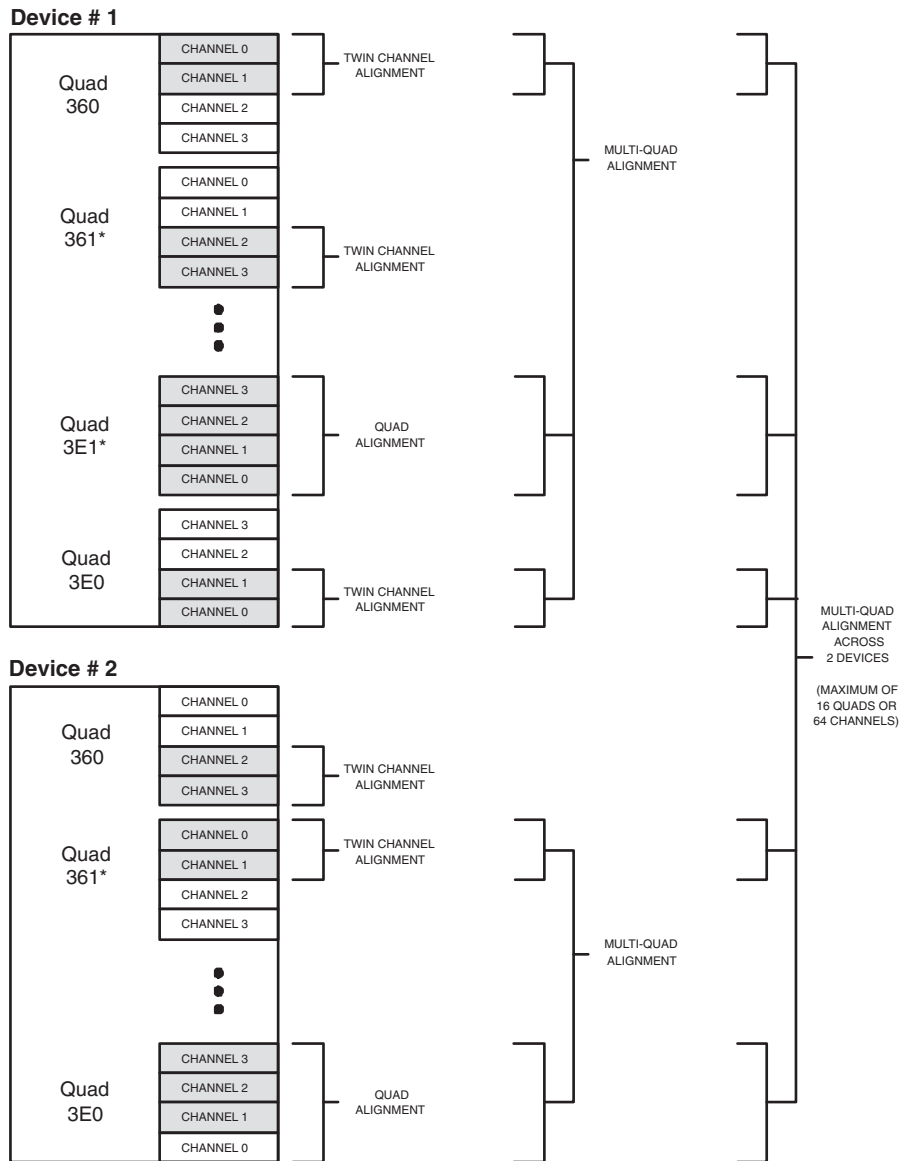 Device # 1
Quad
360
CHANNEL 0
CHANNEL 1
CHANNEL 2
CHANNEL 3
TWIN CHANNEL
ALIGNMENT
Quad
361*
CHANNEL 0
CHANNEL 1
CHANNEL 2
CHANNEL 3
TWIN CHANNEL
ALIGNMENT
Quad
3E1*
CHANNEL 3
CHANNEL 2
CHANNEL 1
CHANNEL 0
QUAD
ALIGNMENT
Quad
3E0
CHANNEL 3
CHANNEL 2
CHANNEL 1
CHANNEL 0
TWIN CHANNEL
ALIGNMENT
MULTI-QUAD
ALIGNMENT
Device # 2
Quad
360
CHANNEL 0
CHANNEL 1
CHANNEL 2
CHANNEL 3
TWIN CHANNEL
ALIGNMENT
Quad
361*
CHANNEL 0
CHANNEL 1
CHANNEL 2
CHANNEL 3
TWIN CHANNEL
ALIGNMENT
Quad
3E0
CHANNEL 3
CHANNEL 2
CHANNEL 1
CHANNEL 0
QUAD
ALIGNMENT
MULTI-QUAD
ALIGNMENT
MULTI-QUAD
ALIGNMENT
ACROSS
2 DEVICES
(MAXIMUM OF
16 QUADS OR
64 CHANNELS)